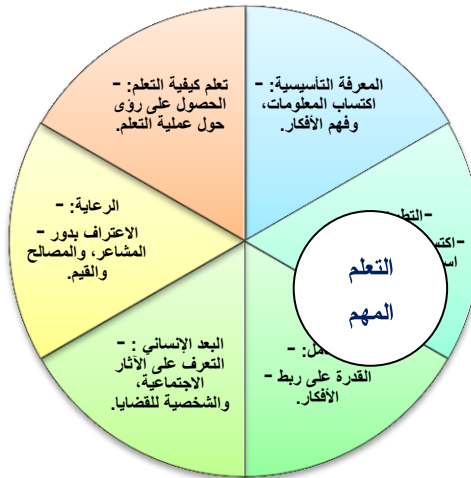 المعرفة التأسيسية: -
اكتساب المعلومات،
وفهم الأفكار.
التعلم
المهم
القدرة على ربط -
الأفكار.
البعد الإنساني : -
التعرف على الآثار
الاجتماعية،
والشخصية للقضايا.
الرعاية: -
الاعتراف بدور -
المشاعر، والمصالح
والقيم.
تعلم كيفية التعلم: -
الحصول على رؤى
حول عملية التعلم.